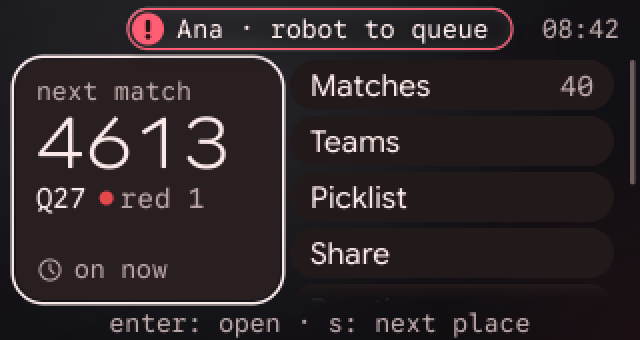 Ana · robot to queue
08:42
next match
4613
Q27 red 1
on now
Matches 40
Teams
Picklist
Share
enter: open · s: next place